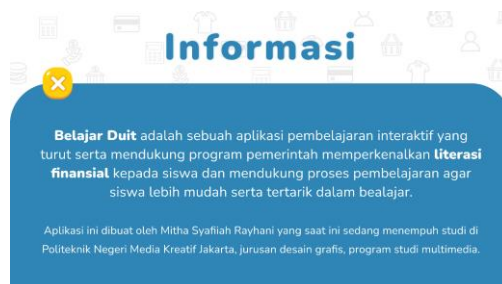 Informasi
Belajar Duit adalah sebuah aplikasi pembelajaran interaktif yang
turut serta mendukung program pemerintah memperkenalkan literasi
finansial kepada siswa dan mendukung proses pembelajaran agar
siswa lebih mudah serta tertarik dalam bealajar.
Aplikasi ini dibuat oleh Mitha Syafiiah Rayhani yang saat ini sedang menempuh studi di
Politeknik Negeri Media Kreatif Jakarta, jurusan desain grafis, program studi multimedia.